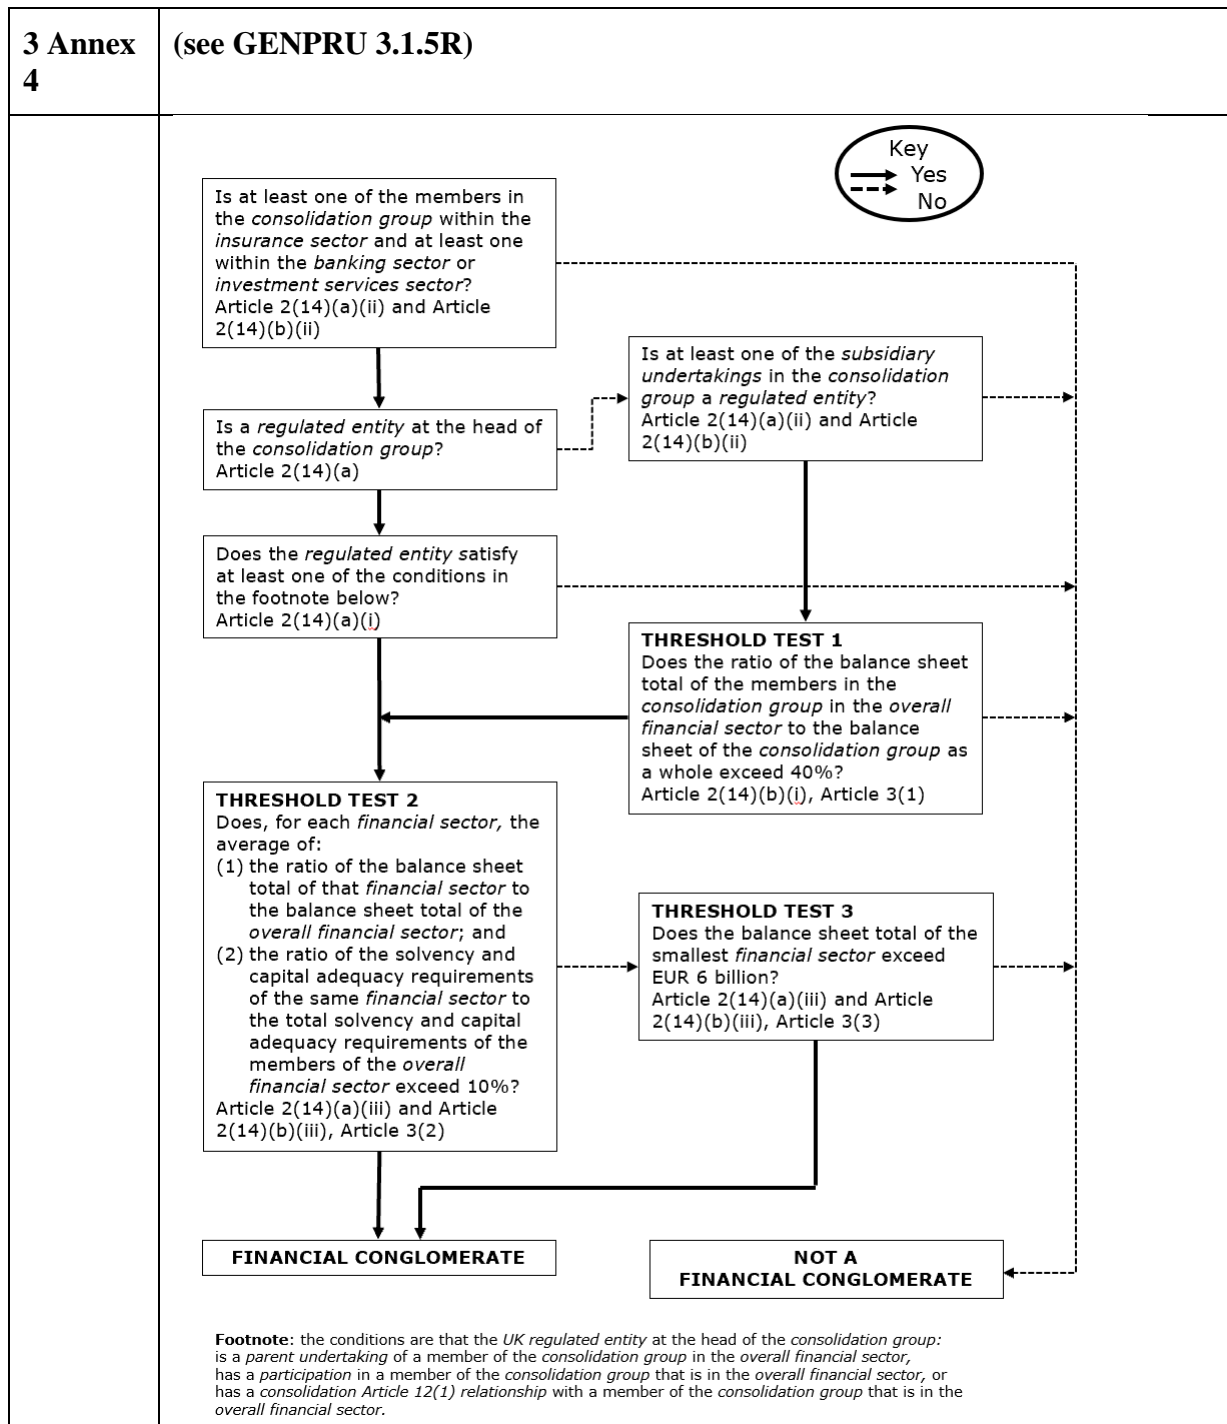 3 Annex
4
(see GENPRU 3.1.5R)
Key
Yes
No
Is at least one of the members in
the consolidation group within the
insurance sector and at least one
within the banking sector or
investment services sector?
Article 2(14)(a)(ii) and Article
2(14)(b)(ii)
Is at least one of the subsidiary
undertakings in the consolidation
group a regulated entity?
Article 2(14)(a)(ii) and Article
2(14)(b)(ii)
Is a regulated entity at the head of
the consolidation group?
Article 2(14)(a)
Does the regulated entity satisfy
at least one of the conditions in
the footnote below?
Article 2(14)(a)(i)
THRESHOLD TEST 1
Does the ratio of the balance sheet
total of the members in the
consolidation group in the overall
financial sector to the balance
sheet of the consolidation group as
a whole exceed 40%?
Article 2(14)(b)(i), Article 3(1)
THRESHOLD TEST 2
Does, for each financial sector, the
average of:
(1) the ratio of the balance sheet
total of that financial sector to
the balance sheet total of the
overall financial sector; and
(2) the ratio of the solvency and
capital adequacy requirements
of the same financial sector to
the total solvency and capital
adequacy requirements of the
members of the overall
financial sector exceed 10%?
Article 2(14)(a)(iii) and Article
2(14)(b)(iii), Article 3(2)
THRESHOLD TEST 3
Does the balance sheet total of the
smallest financial sector exceed
EUR 6 billion?
Article 2(14)(a)(iii) and Article
2(14)(b)(iii), Article 3(3)
FINANCIAL CONGLOMERATE
NOT A
FINANCIAL CONGLOMERATE
Footnote: the conditions are that the UK regulated entity at the head of the consolidation group:
is a parent undertaking of a member of the consolidation group in the overall financial sector,
has a participation in a member of the consolidation group that is in the overall financial sector, or
has a consolidation Article 12(1) relationship with a member of the consolidation group that is in the
overall financial sector.